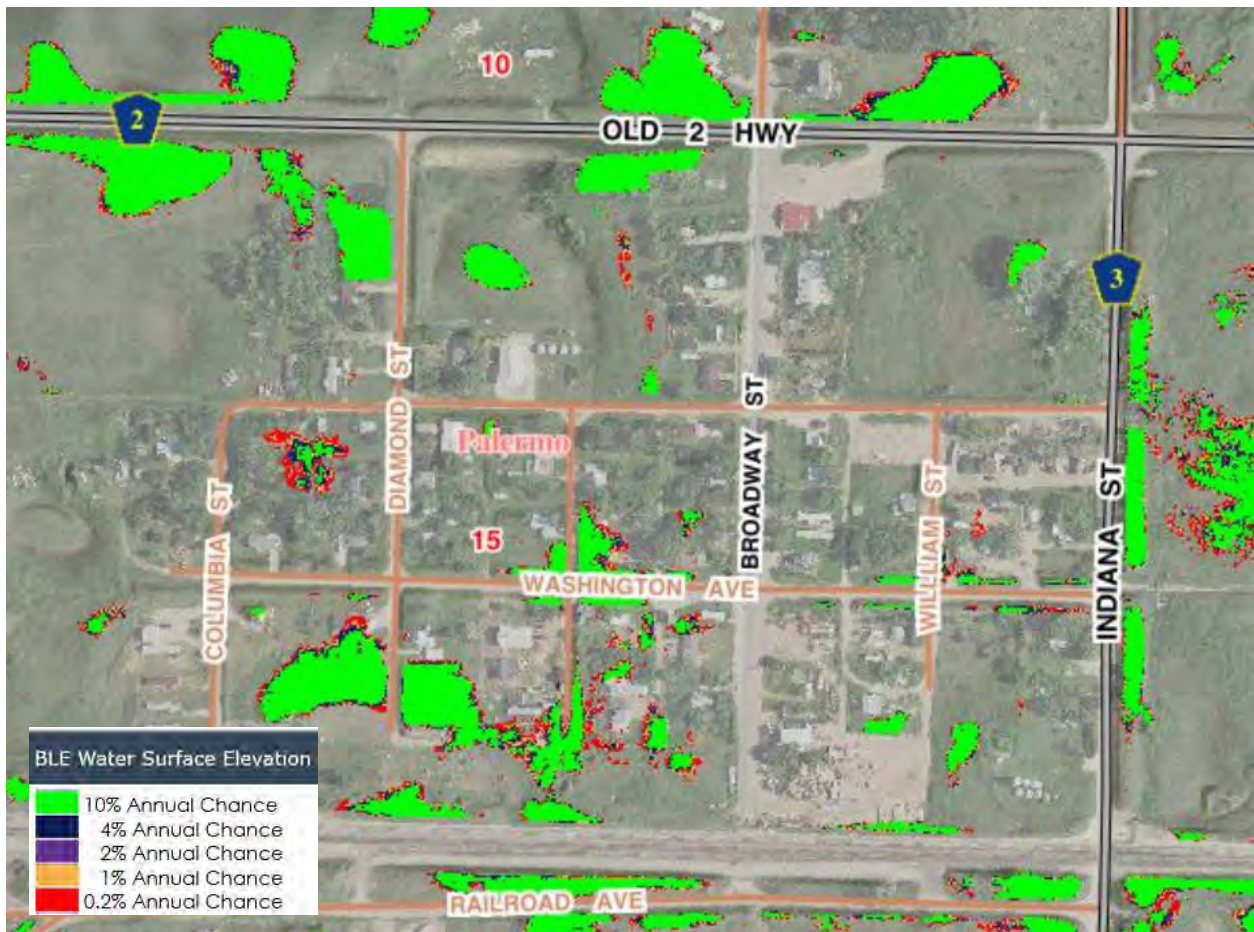 10
2
OLD 2 HWY
3
DIAMOND ST
BROADWAY ST
Palermo
COLUMBIA ST
15
WILLLIAM ST
INDIANA ST
WASHINGTON AVE
BLE Water Surface Elevation
10% Annual Chance
4% Annual Chance
2% Annual Chance
1% Annual Chance
0.2% Annual Chance
RAILROAD AVE